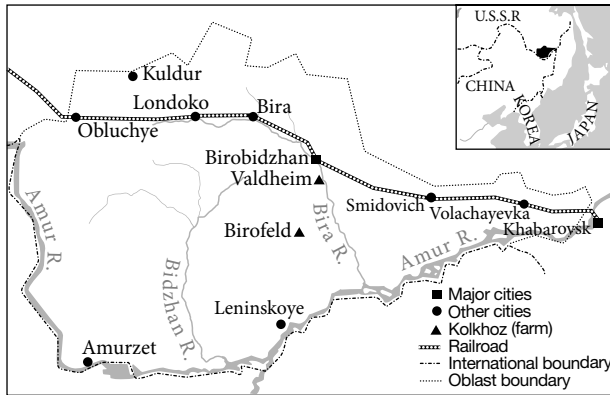 U.S.S.R
CHINA
KOREA
JAPAN
Kuldur
Londoko
Bira
Obluchye
Birobidzhan
Valdheim
Smidovich
Volachayevka
Khabarovsk
Birofeld
Bira R.
Amur R.
Amur R.
Bidzhan R.
Leninskoye
Amurzet
Major cities
Other cities
Kolkhoz (farm)
Railroad
International boundary
Oblast boundary